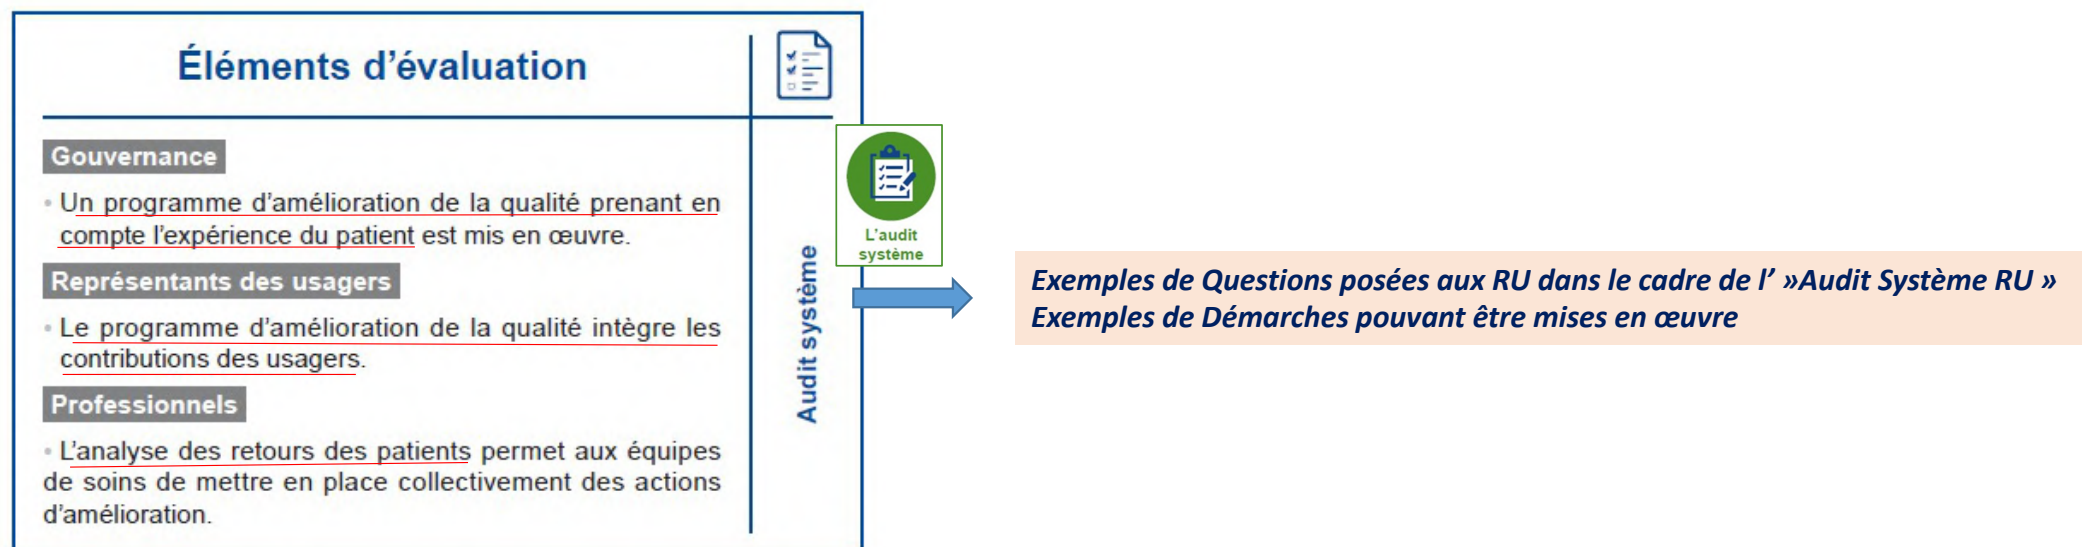 Éléments d'évaluation
Gouvernance
• Un programme d'amélioration de la qualité prenant en
compte l'expérience du patient est mis en œuvre.
Représentants des usagers
• Le programme d'amélioration de la qualité intègre les
contributions des usagers.
Professionnels
• L'analyse des retours des patients permet aux équipes
de soins de mettre en place collectivement des actions
d'amélioration.
Audit système
L'audit
système
Exemples de Questions posées aux RU dans le cadre de l' »Audit Système RU »
Exemples de Démarches pouvant être mises en œuvre